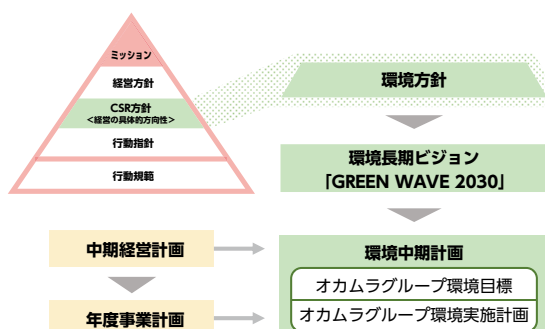 ミッション
経営方針
CSR方針
<経営の具体的方向性>
行動指針
行動規範
環境方針
環境長期ビジョン
「GREEN WAVE 2030」
中期経営計画
年度事業計画
環境中期計画
オカムラグループ環境目標
オカムラグループ環境実施計画